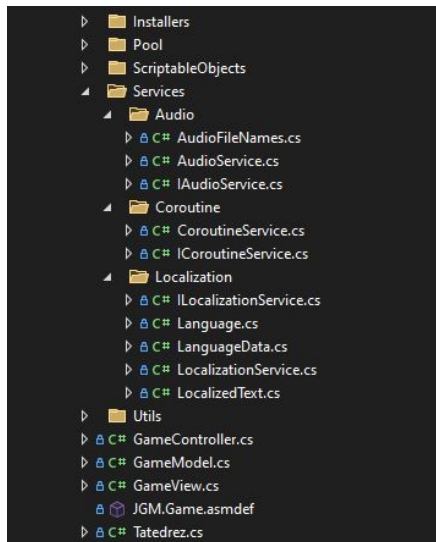 Installers
Pool
ScriptableObjects
Services
Audio
C# AudioFileNames.cs
C# AudioService.cs
C# IAudioService.cs
Coroutine
C# CoroutineService.cs
C# ICoroutineService.cs
Localization
C# ILocalizationService.cs
C# Language.cs
C# LanguageData.cs
C# LocalizationService.cs
C# LocalizedText.cs
Utils
C# GameController.cs
C# GameModel.cs
C# GameView.cs
JGM.Game.asmdef
C# Tatedrez.cs